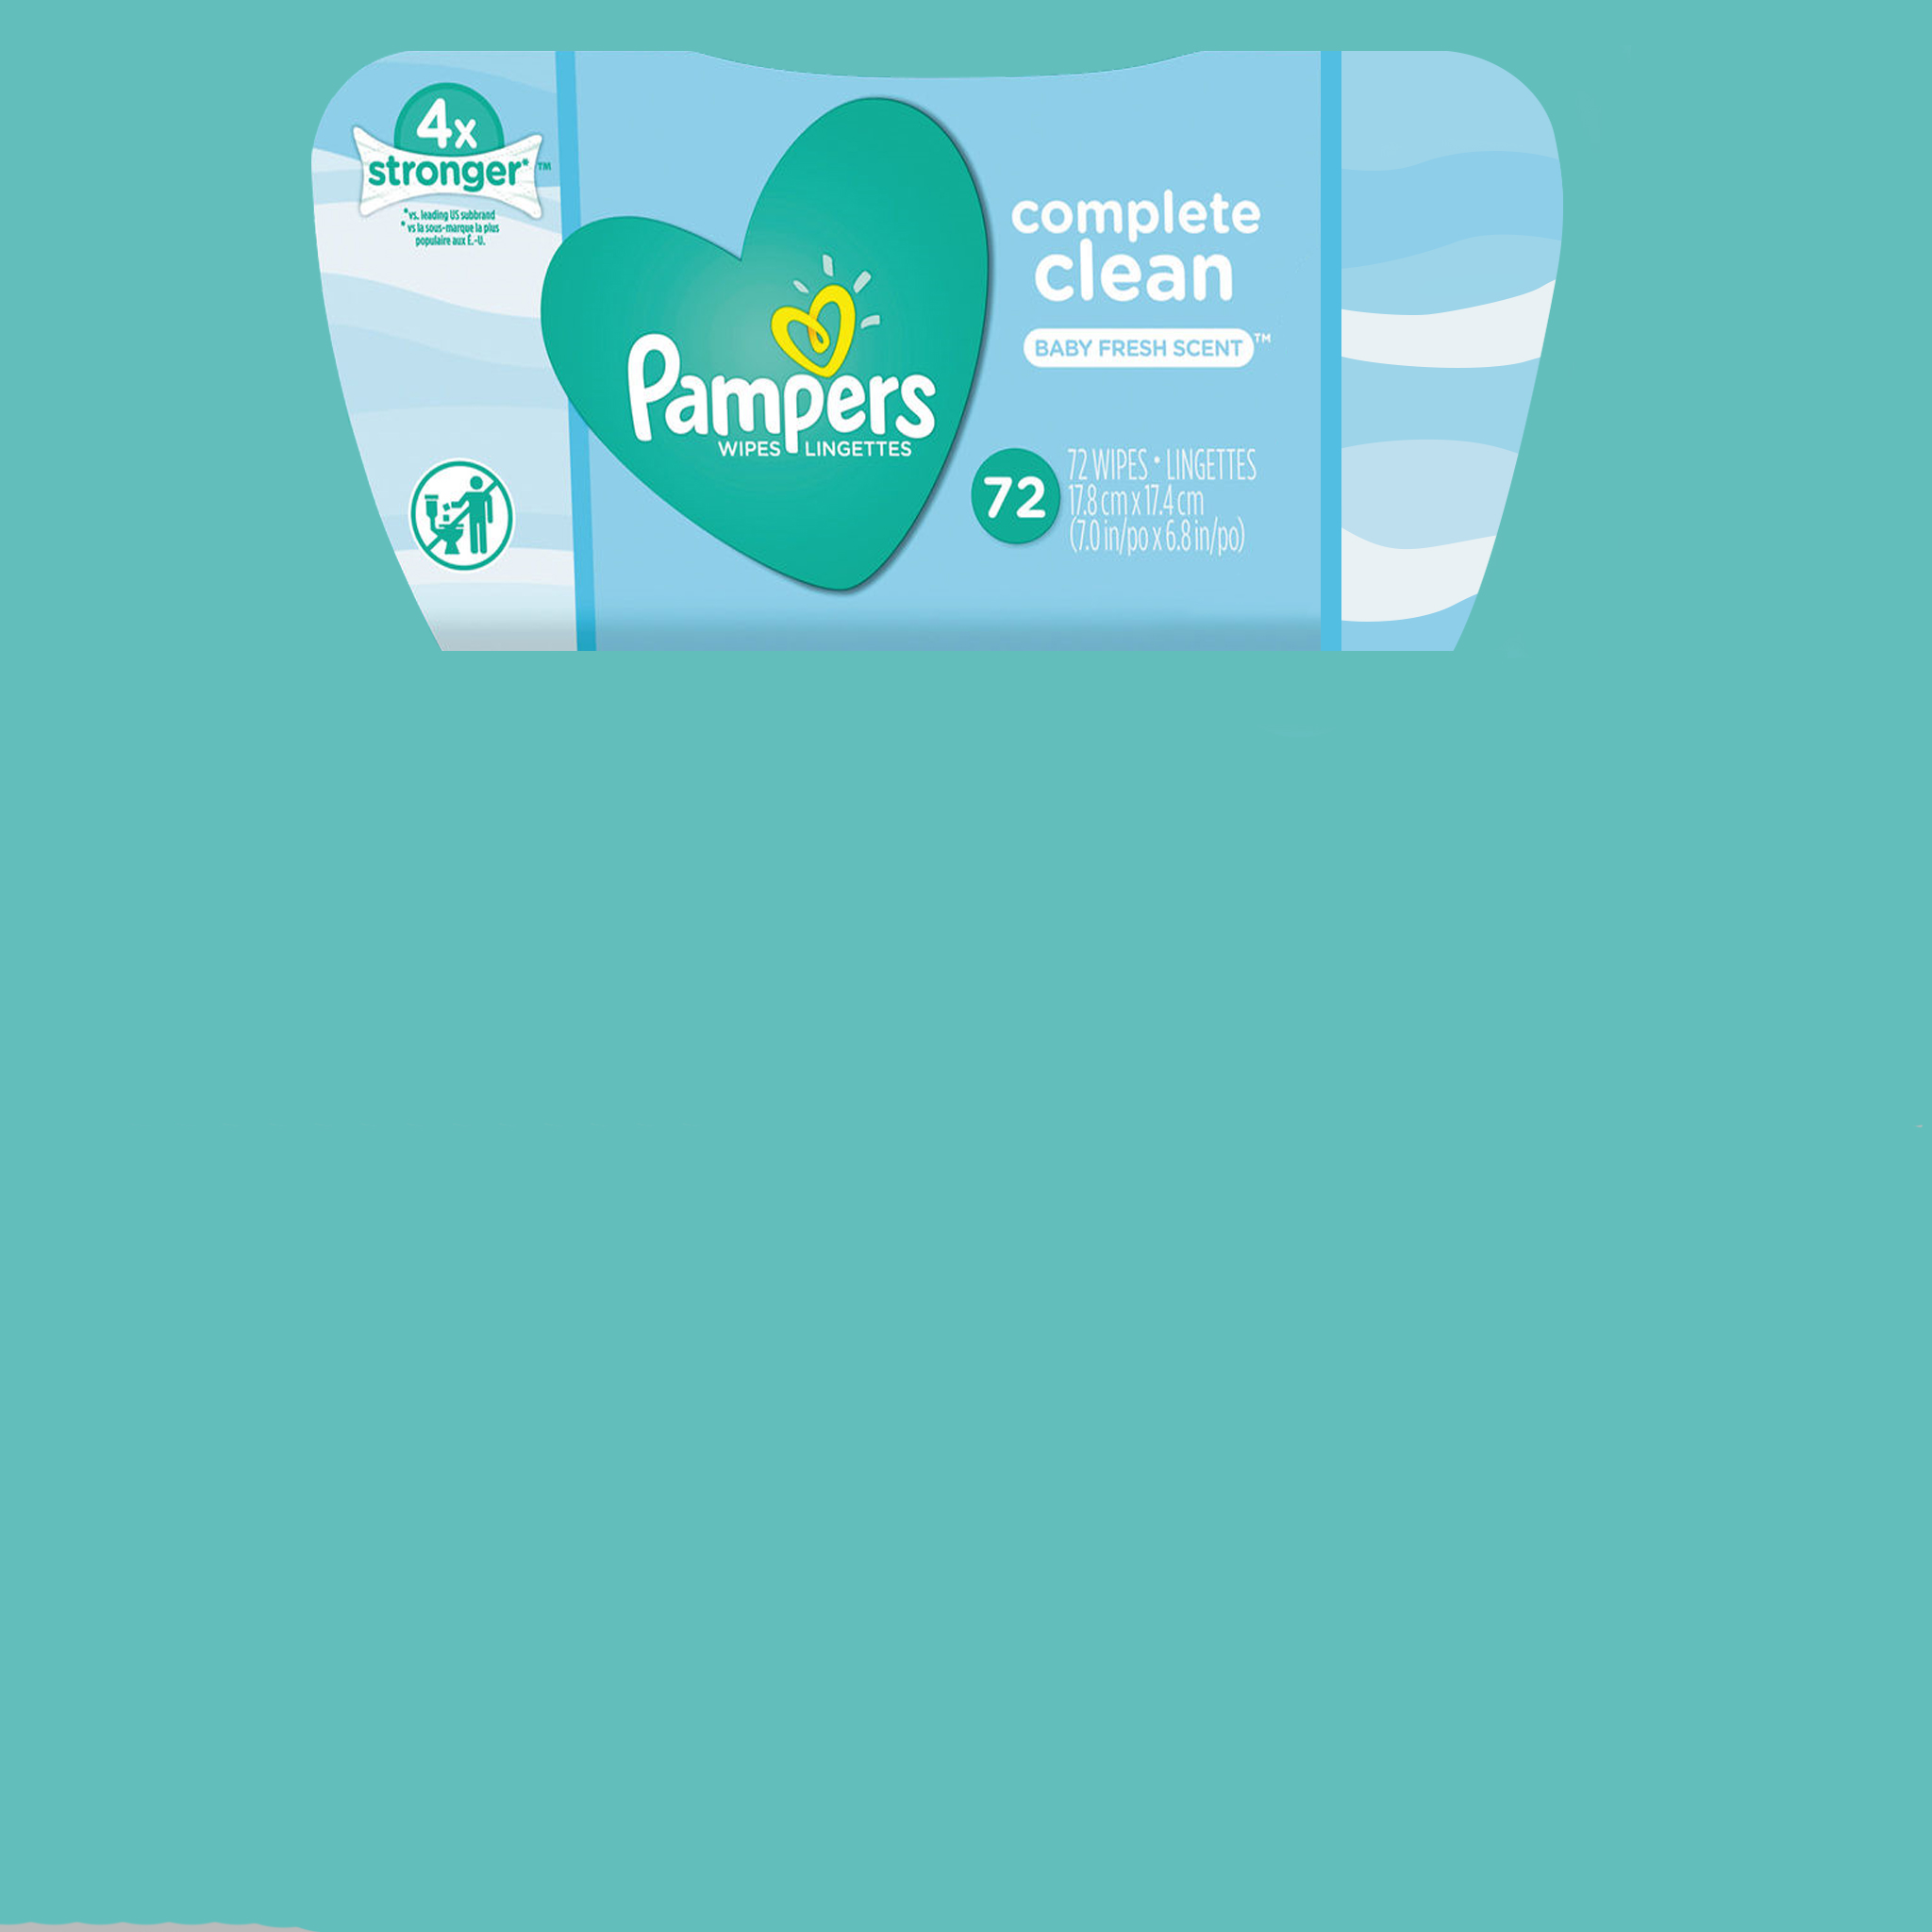 4x
stronger*™
*vs. leading US subbrand
*vs la sous-marque la plus
populaire aux É.-U.
Pampers
WIPES LINGETTES
complete
clean
BABY FRESH SCENT™
72
72 WIPES • LINGETTES
17.8 cm x 17.4 cm
(7.0 in/po x 6.8 in/po)